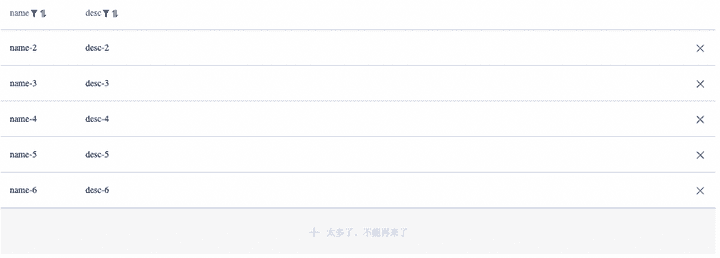 name desc
name-2 desc-2
name-3 desc-3
name-4 desc-4
name-5 desc-5
name-6 desc-6
太多了，不能再来了